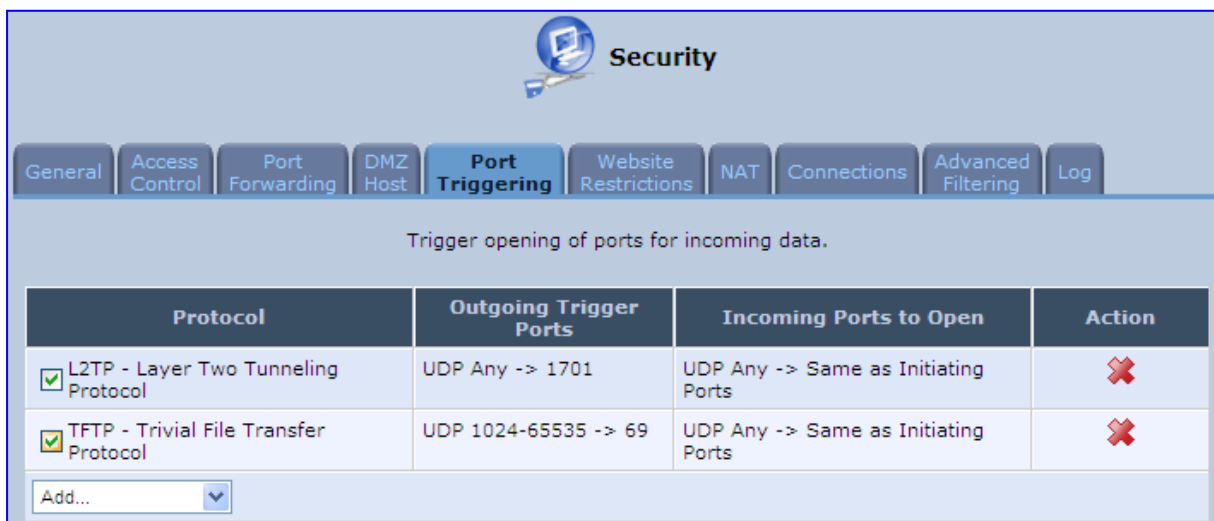 Security
General
Access
Control
Port
Forwarding
DMZ
Host
Port
Triggering
Website
Restrictions
NAT
Connections
Advanced
Filtering
Log
Trigger opening of ports for incoming data.
Protocol
Outgoing Trigger
Ports
Incoming Ports to Open
Action
L2TP - Layer Two Tunneling
Protocol
UDP Any -> 1701
UDP Any -> Same as Initiating
Ports
TFTP - Trivial File Transfer
Protocol
UDP 1024-65535 -> 69
UDP Any -> Same as Initiating
Ports
Add...